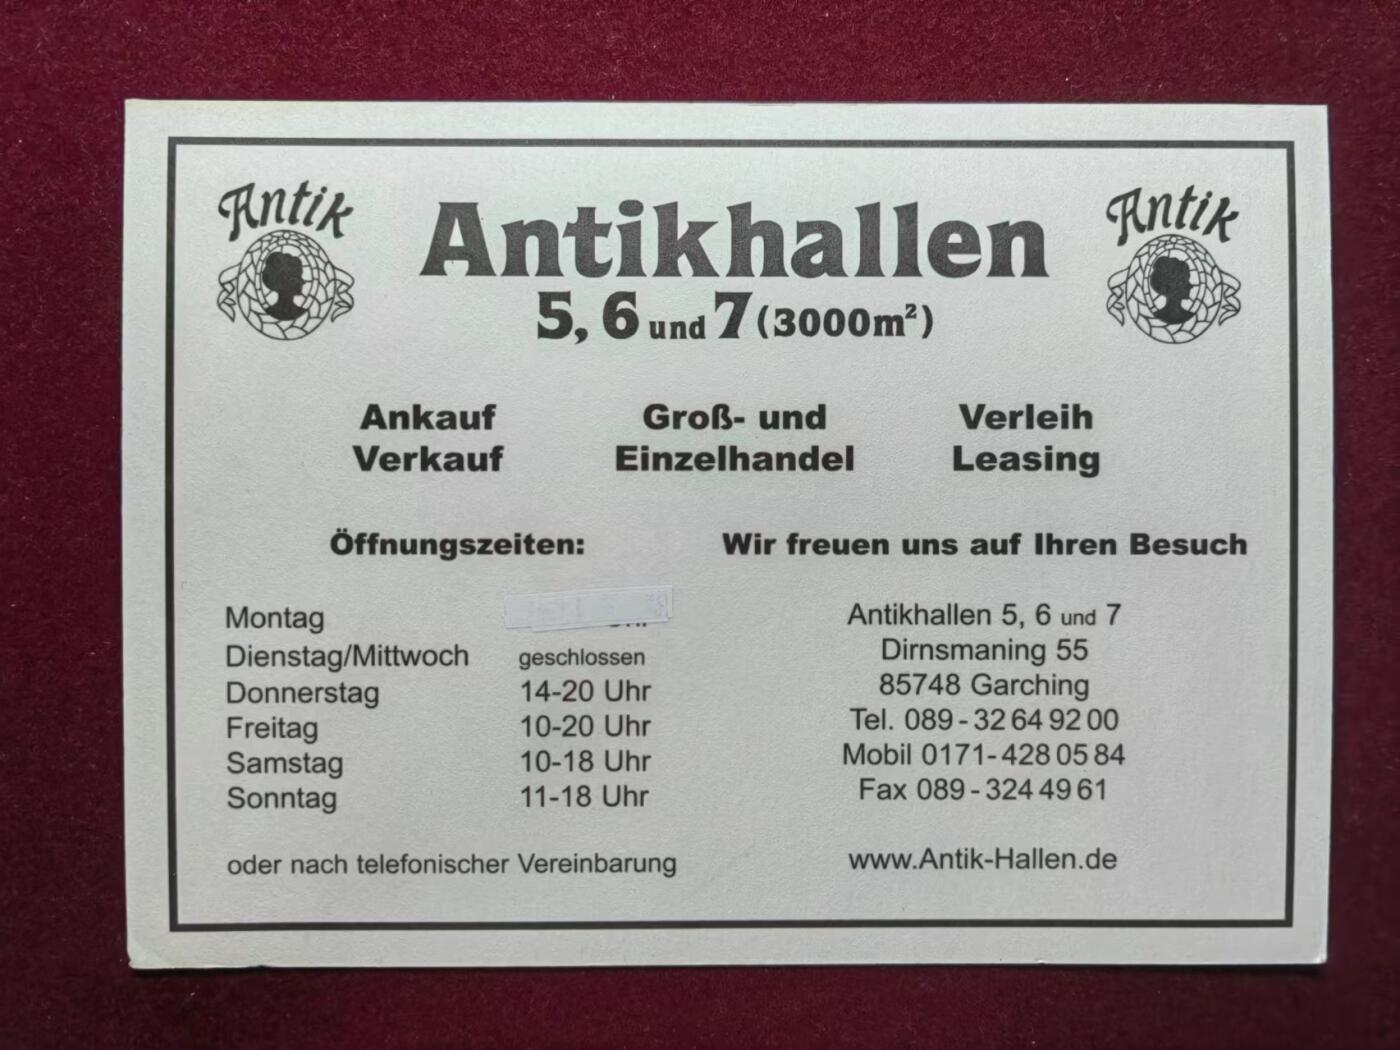 Antik
Antik
Antikhallen
5, 6 und 7 (3000m²)
Ankauf
Verkauf
Groß- und
Einzelhandel
Verleih
Leasing
Öffnungszeiten:
Montag
Dienstag/Mittwoch geschlossen
Donnerstag 14-20 Uhr
Freitag 10-20 Uhr
Samstag 10-18 Uhr
Sonntag 11-18 Uhr
oder nach telefonischer Vereinbarung
Wir freuen uns auf Ihren Besuch
Antikhallen 5, 6 und 7
Dirnsmaning 55
85748 Garching
Tel. 089 - 32 64 92 00
Mobil 0171- 428 05 84
Fax 089 - 324 49 61
www.Antik-Hallen.de